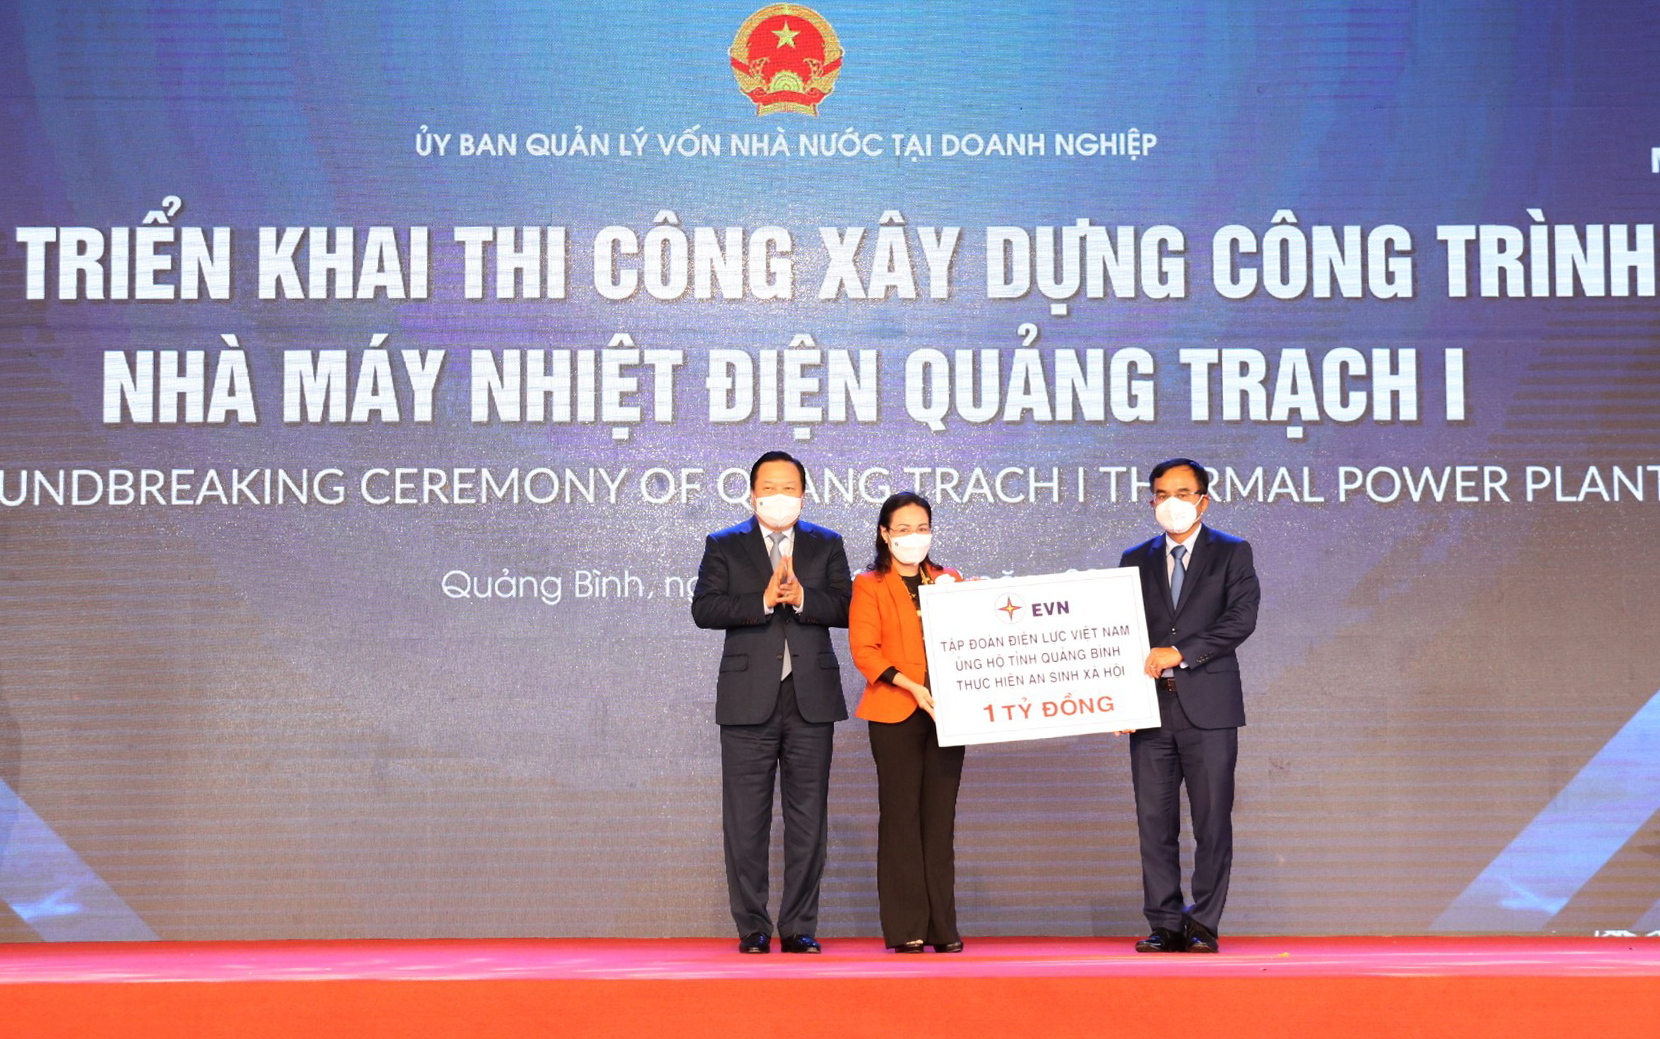 ỦY BAN QUẢN LÝ VỐN NHÀ NƯỚC TẠI DOANH NGHIỆP
TRIỂN KHAI THI CÔNG XÂY DỰNG CÔNG TRÌNH
NHÀ MÁY NHIỆT ĐIỆN QUẢNG TRẠCH I
UNDBREAKING CEREMONY OF QUANG TRACH I THERMAL POWER PLANT
Quảng Bình,
EVN
TẬP ĐOÀN ĐIỆN LỰC VIỆT NAM
ỦNG HỘ TỈNH QUẢNG BÌNH
THỰC HIỆN AN SINH XÃ HỘI
1 TỶ ĐỒNG